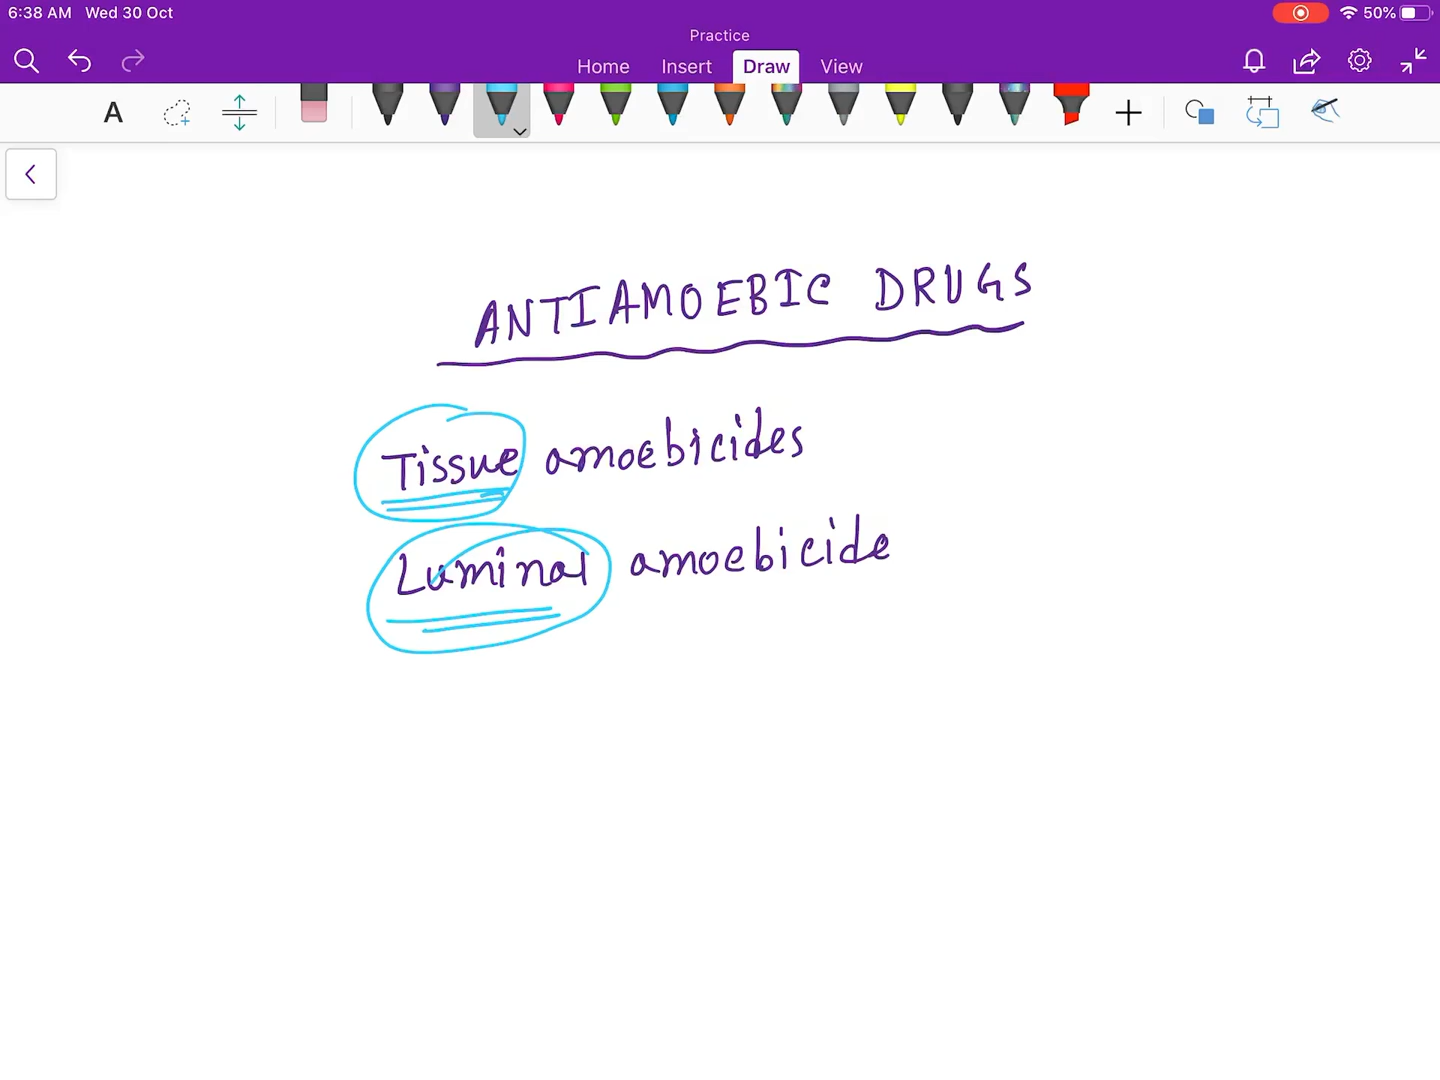 6:38 AM Wed 30 Oct 50%
Practice
Home Insert Draw View
A
ANTIAMOEBIC DRUGS
Tissue amoebicides
Luminal amoebicide